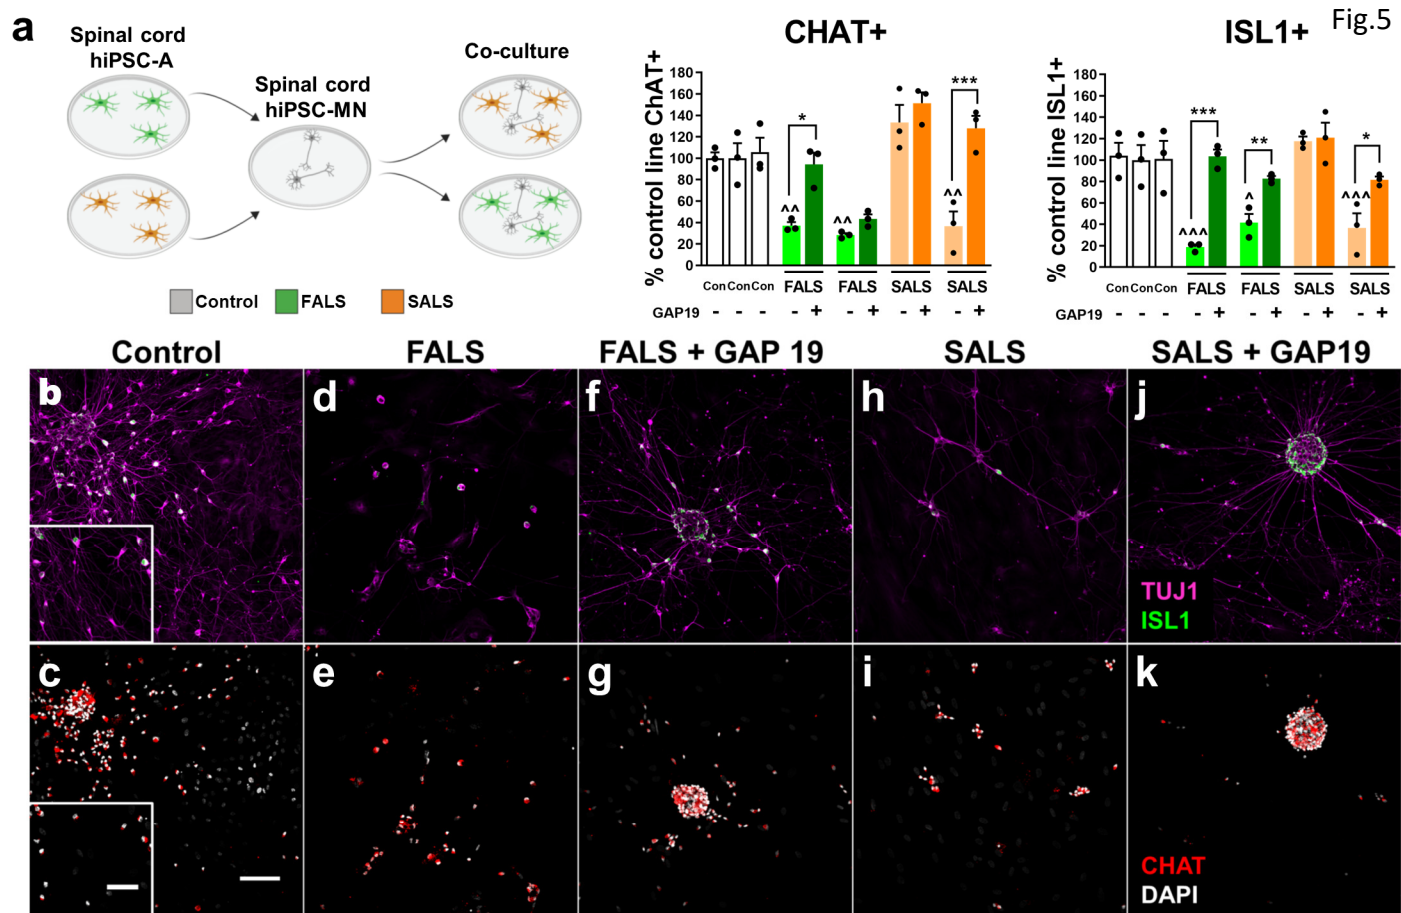 a
Fig.5
Spinal cord
hiPSC-A
Spinal cord
hiPSC-MN
Co-culture
Control
FALS
SALS
CHAT+
% control line ChAT+
180
160
140
120
100
80
60
40
20
0
^^
*
^^
^^
***
Con Con Con FALS FALS SALS SALS
GAP19 - - - - + - + - + - +
ISL1+
% control line ISL1+
180
160
140
120
100
80
60
40
20
0
^^^
***
^
**
^^^
*
Con Con Con FALS FALS SALS SALS
GAP19 - - - - + - + - + - +
Control
FALS
FALS + GAP 19
SALS
SALS + GAP19
b
d
f
h
j
TUJ1
ISL1
c
e
g
i
k
CHAT
DAPI